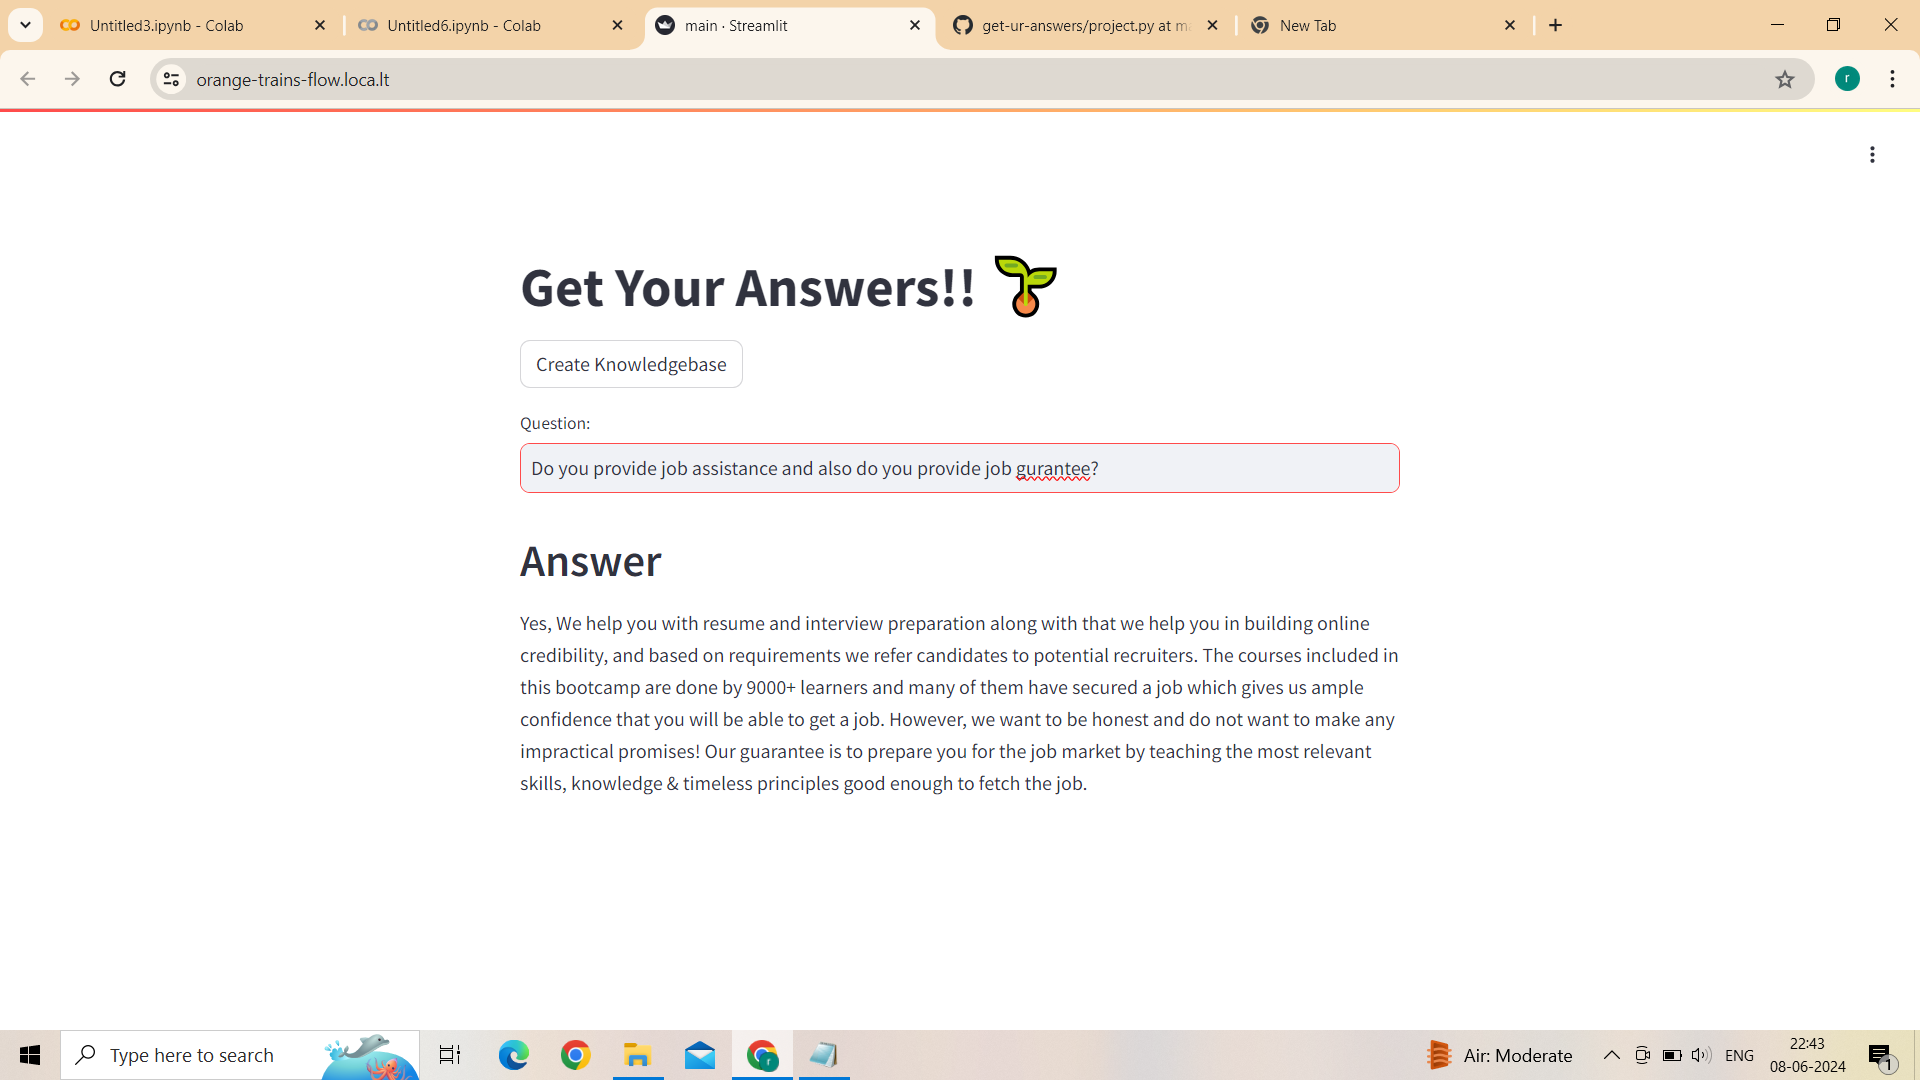 Untitled3.ipynb - Colab
Untitled6.ipynb - Colab
main · Streamlit
get-ur-answers/project.py at m
New Tab
orange-trains-flow.loca.lt
r
Get Your Answers!!
Create Knowledgebase
Question:
Do you provide job assistance and also do you provide job gurantee?
Answer
Yes, We help you with resume and interview preparation along with that we help you in building online
credibility, and based on requirements we refer candidates to potential recruiters. The courses included in
this bootcamp are done by 9000+ learners and many of them have secured a job which gives us ample
confidence that you will be able to get a job. However, we want to be honest and do not want to make any
impractical promises! Our guarantee is to prepare you for the job market by teaching the most relevant
skills, knowledge & timeless principles good enough to fetch the job.
Type here to search
r
Air: Moderate
ENG
22:43
08-06-2024
1